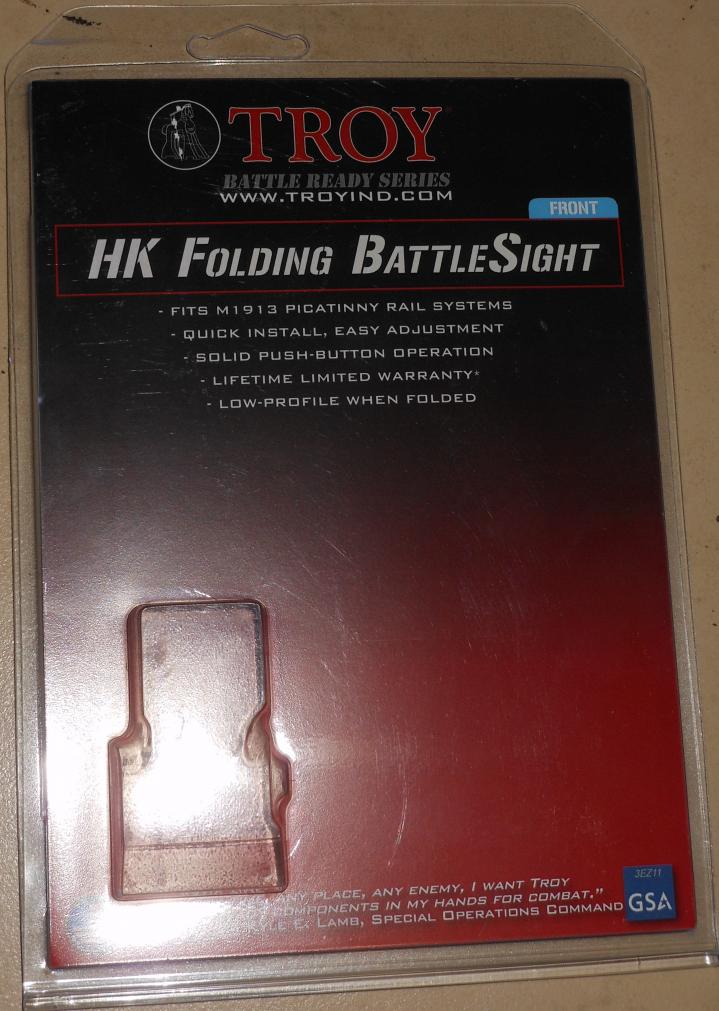 TROY
BATTLE READY SERIES
WWW.TROYIND.COM
FRONT
HK FOLDING BATTLESIGHT
- FITS M1913 PICATINNY RAIL SYSTEMS
- QUICK INSTALL, EASY ADJUSTMENT
- SOLID PUSH-BUTTON OPERATION
- LIFETIME LIMITED WARRANTY*
- LOW-PROFILE WHEN FOLDED
ANY PLACE, ANY ENEMY, I WANT TROY
COMPONENTS IN MY HANDS FOR COMBAT."
E. LAMB, SPECIAL OPERATIONS COMMAND
3EZ11
GSA